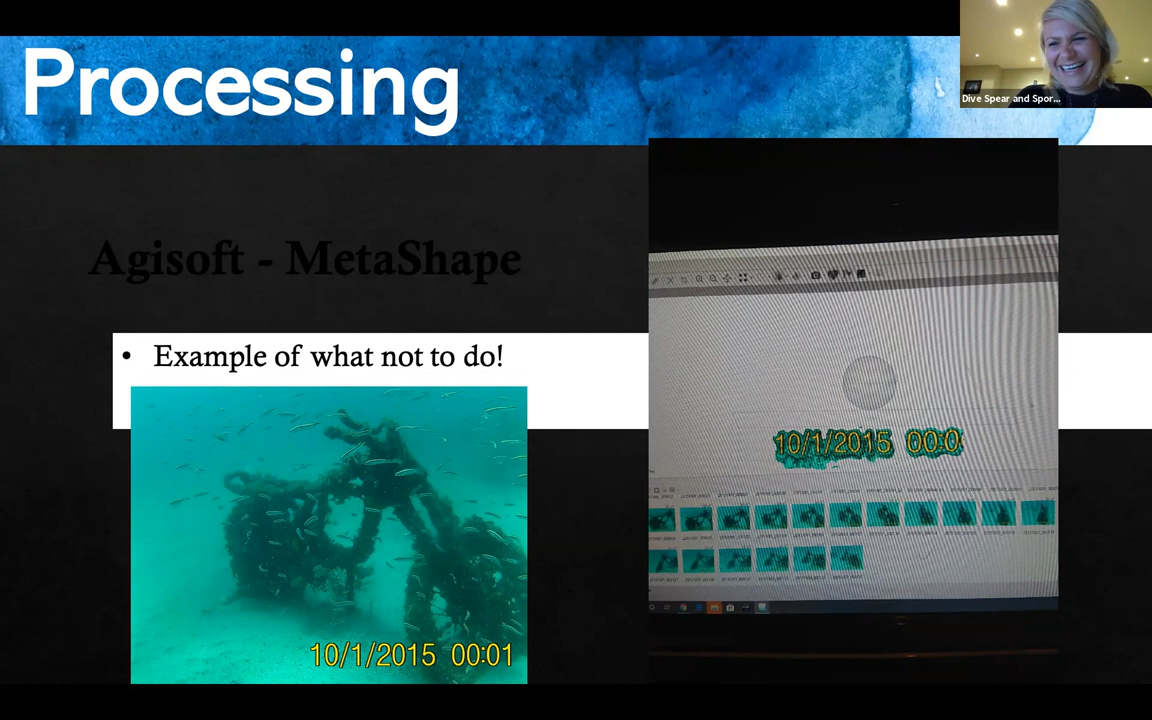 Processing
Dive Spear and Spor...
Agisoft - MetaShape
• Example of what not to do!
10/1/2015 00:0
10/1/2015 00:01